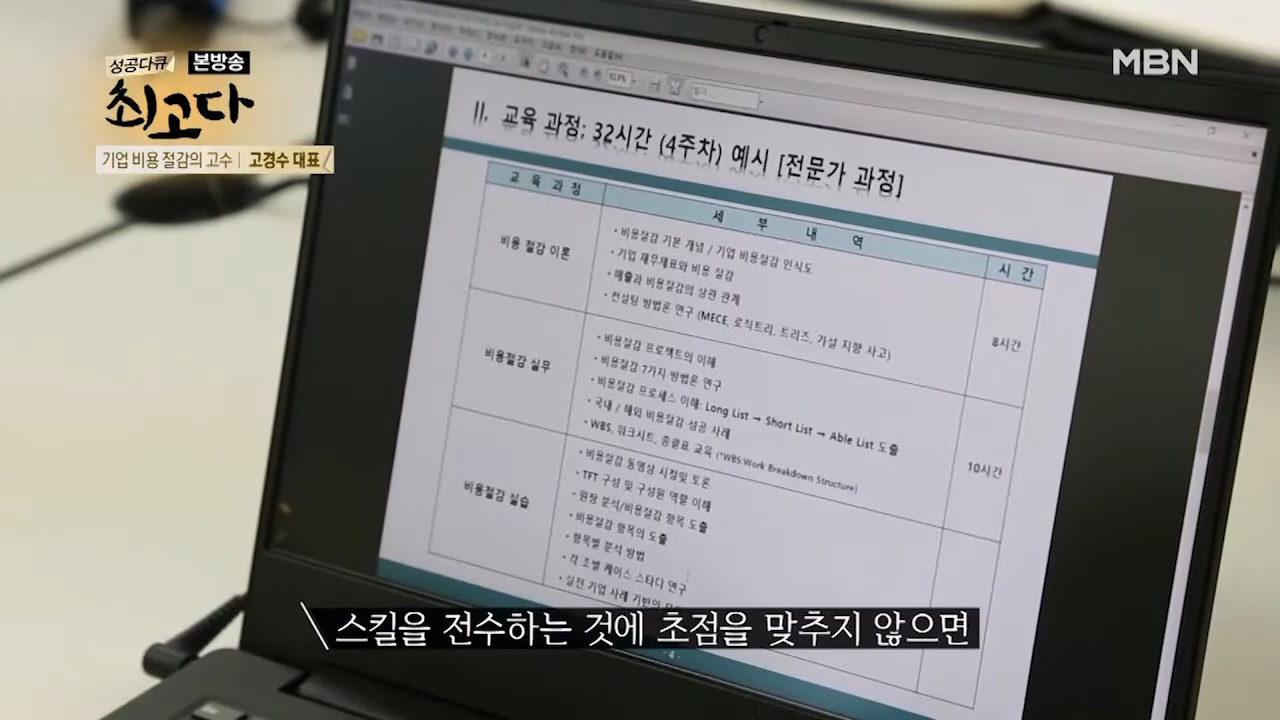 성공다큐 본방송
최고다
기업 비용 절감의 고수 | 고경수 대표
MBN
II. 교육 과정; 32시간 (4주차) 예시 [전문가 과정]
교 육 과 정
세 부 내 역
시 간
비용 절감 이론
• 비용절감 기본 개념 / 기업 비용절감 인식도
• 기업 재무제표와 비용 절감
• 매출과 비용절감의 상관 관계
• 컨설팅 방법론 연구 (MECE, 로직트리, 트리즈, 가설 지향 사고)
8시간
비용절감 실무
• 비용절감 프로젝트의 이해
• 비용절감 7가지 방법론 연구
• 비용절감 프로세스 이해: Long List → Short List → Able List 도출
• 국내 / 해외 비용절감 성공 사례
• WBS, 워크시트, 총괄표 교육 (*WBS:Work Breakdown Structure)
10시간
비용절감 실습
• 비용절감 동영상 시청및 토론
• TFT 구성 및 구성원 역할 이해
• 원장 분석/비용절감 항목 도출
• 비용절감 항목의 도출
• 항목별 분석 방법
• 각 조별 케이스 스타디 연구
• 실전 기업 사례 기반의
- 4 -
스킬을 전수하는 것에 초점을 맞추지 않으면